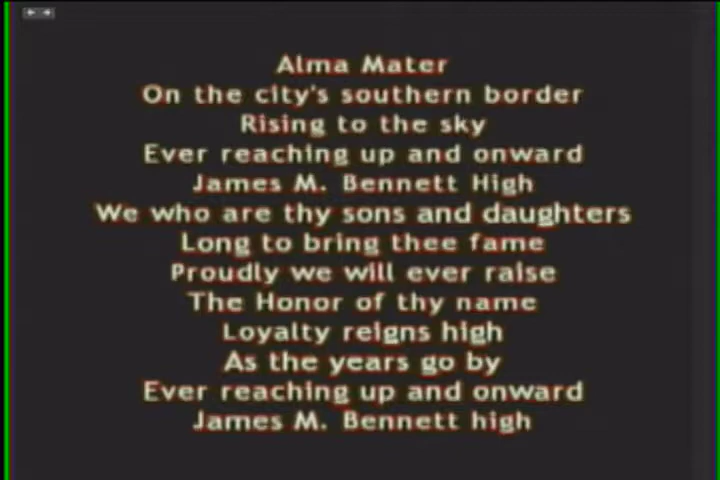 Alma Mater
On the city's southern border
Rising to the sky
Ever reaching up and onward
James M. Bennett High
We who are thy sons and daughters
Long to bring thee fame
Proudly we will ever raise
The Honor of thy name
Loyalty reigns high
As the years go by
Ever reaching up and onward
James M. Bennett high